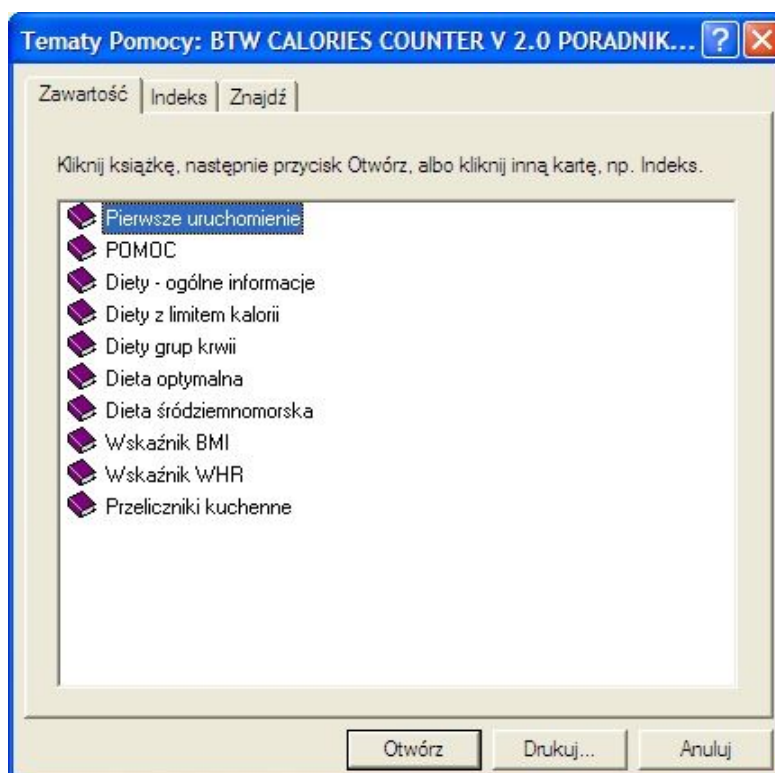 Tematy Pomocy: BTW CALORIES COUNTER V 2.0 PORADNIK...
Zawartość Indeks Znajdź
Kliknij książkę, następnie przycisk Otwórz, albo kliknij inną kartę, np. Indeks.
Pierwsze uruchomienie
POMOC
Diety - ogólne informacje
Diety z limitem kalorii
Diety grup krwii
Dieta optymalna
Dieta śródziemnomorska
Wskaźnik BMI
Wskaźnik WHR
Przeliczniki kuchenne
Otwórz Drukuj... Anuluj